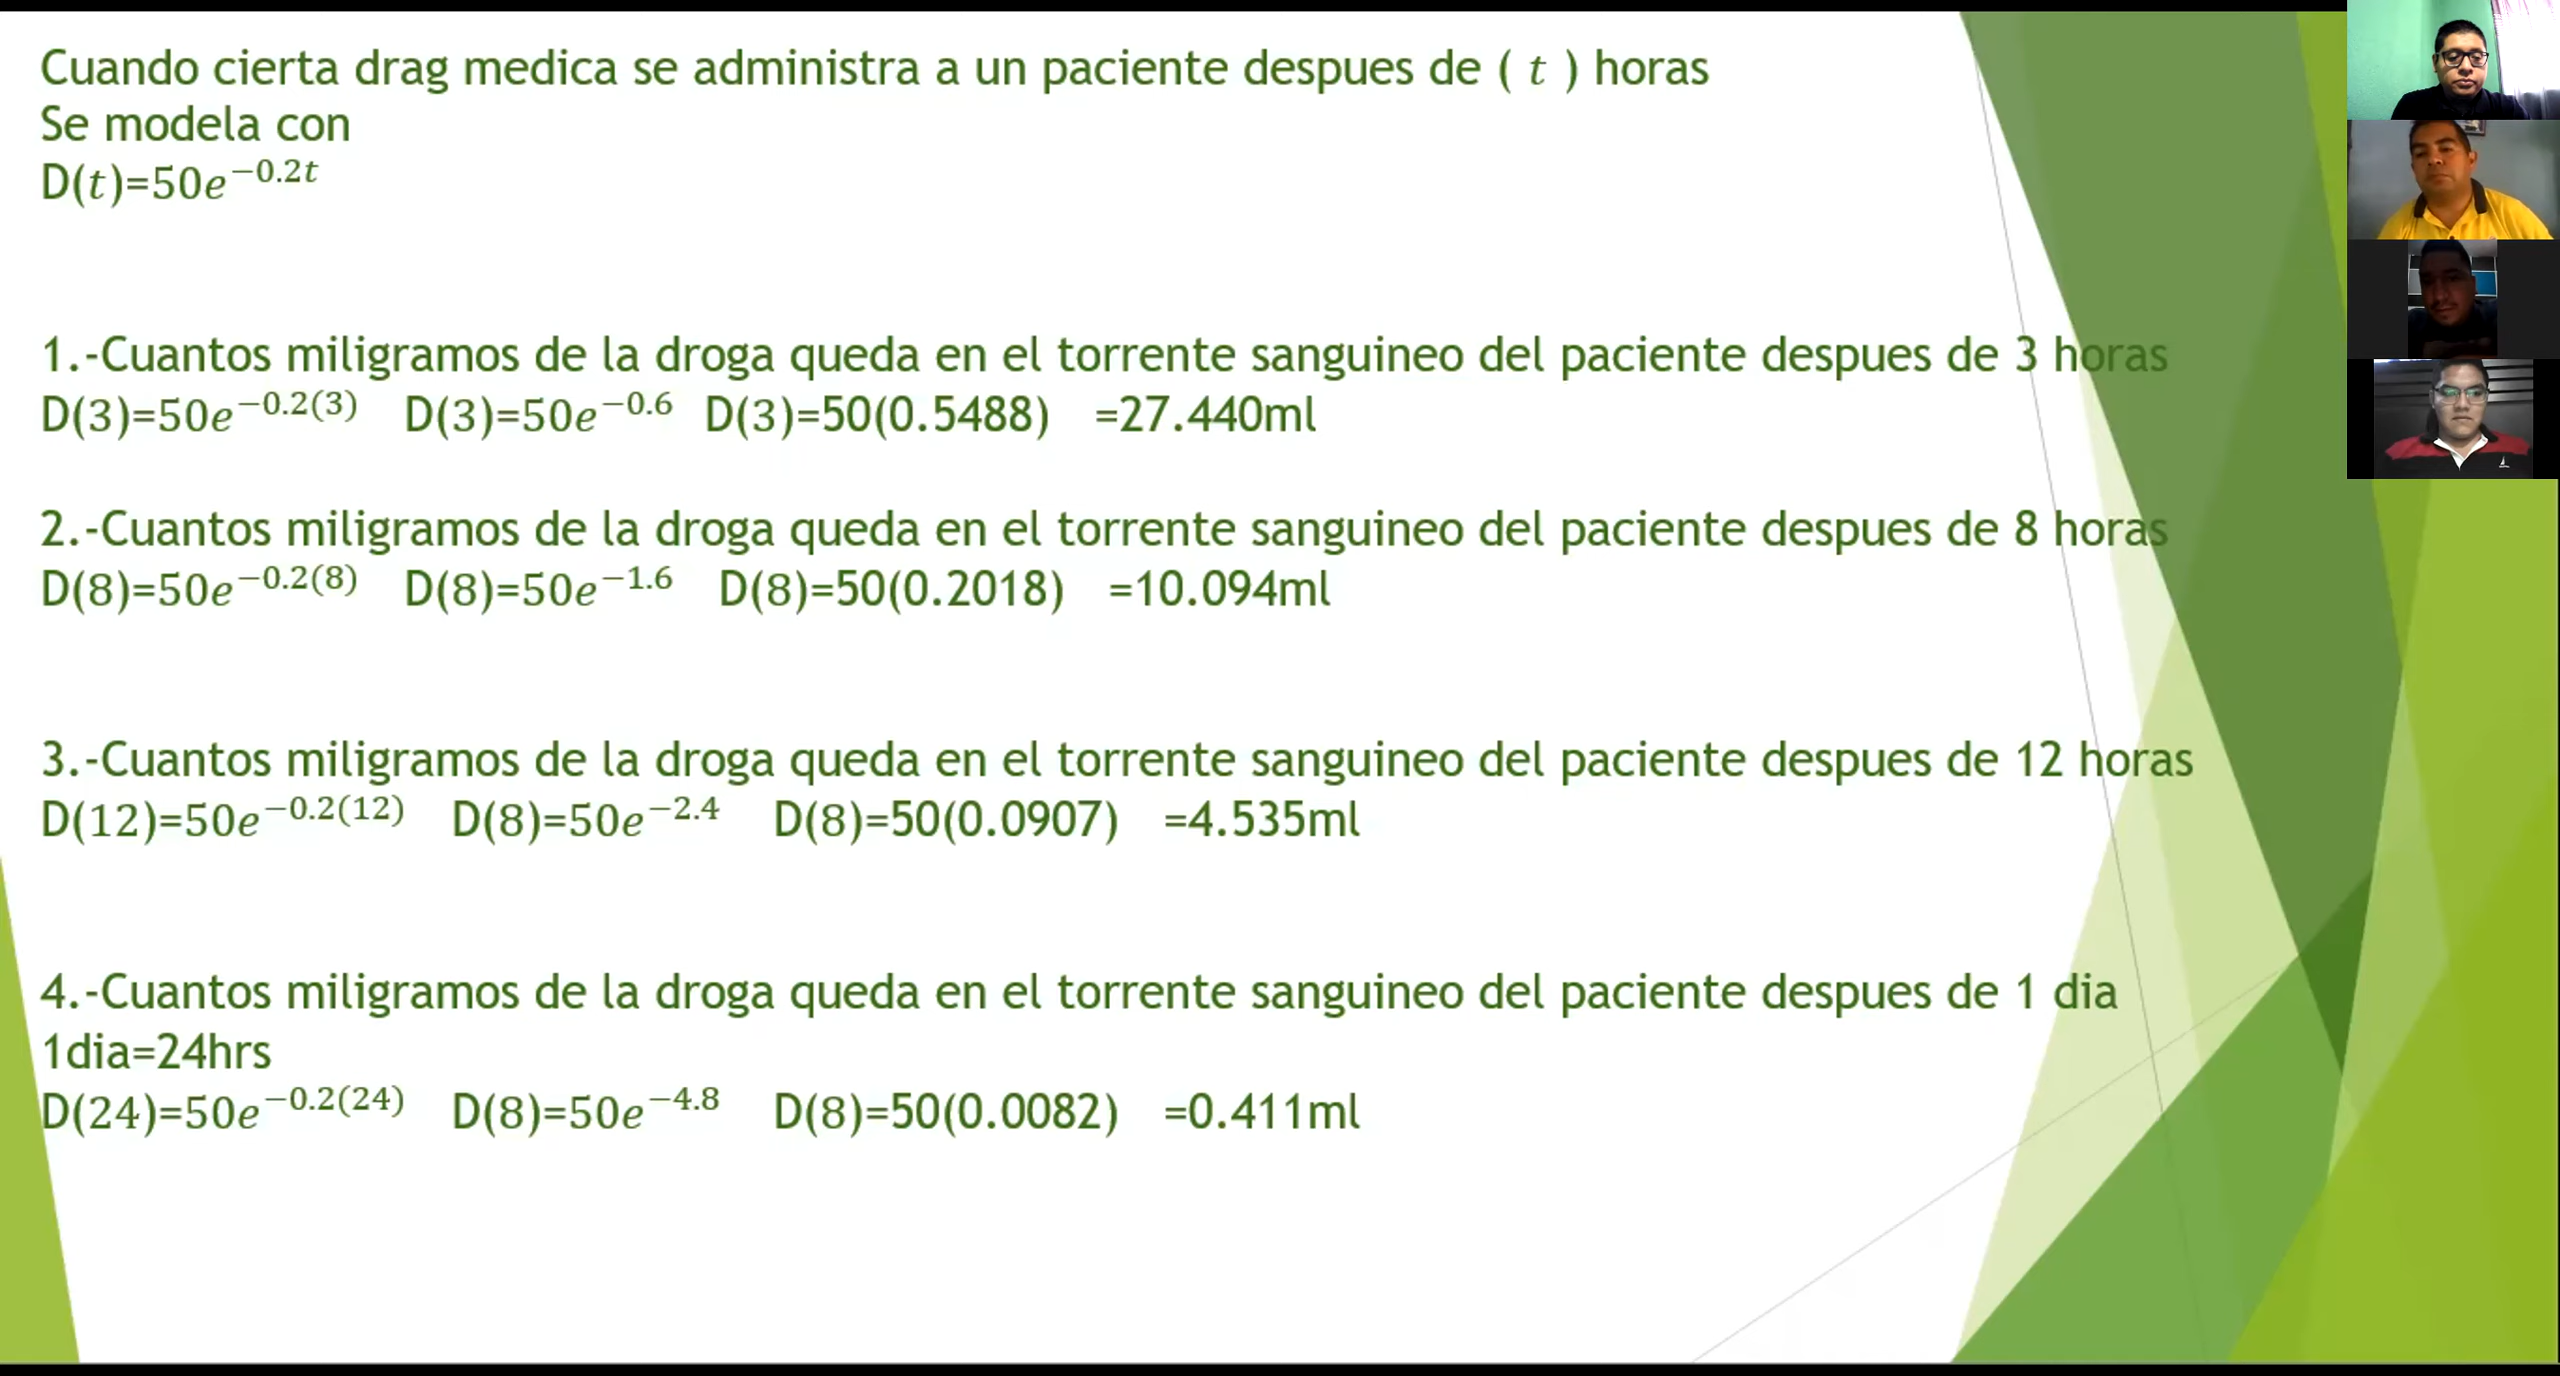 Cuando cierta drag medica se administra a un paciente despues de ( t ) horas
Se modela con
D(t)=50e^{−0.2t}
1.-Cuantos miligramos de la droga queda en el torrente sanguineo del paciente despues de 3 horas
D(3)=50e^{−0.2(3)} D(3)=50e^{−0.6} D(3)=50(0.5488) =27.440ml
2.-Cuantos miligramos de la droga queda en el torrente sanguineo del paciente despues de 8 horas
D(8)=50e^{−0.2(8)} D(8)=50e^{−1.6} D(8)=50(0.2018) =10.094ml
3.-Cuantos miligramos de la droga queda en el torrente sanguineo del paciente despues de 12 horas
D(12)=50e^{−0.2(12)} D(8)=50e^{−2.4} D(8)=50(0.0907) =4.535ml
4.-Cuantos miligramos de la droga queda en el torrente sanguineo del paciente despues de 1 dia
1dia=24hrs
D(24)=50e^{−0.2(24)} D(8)=50e^{−4.8} D(8)=50(0.0082) =0.411ml